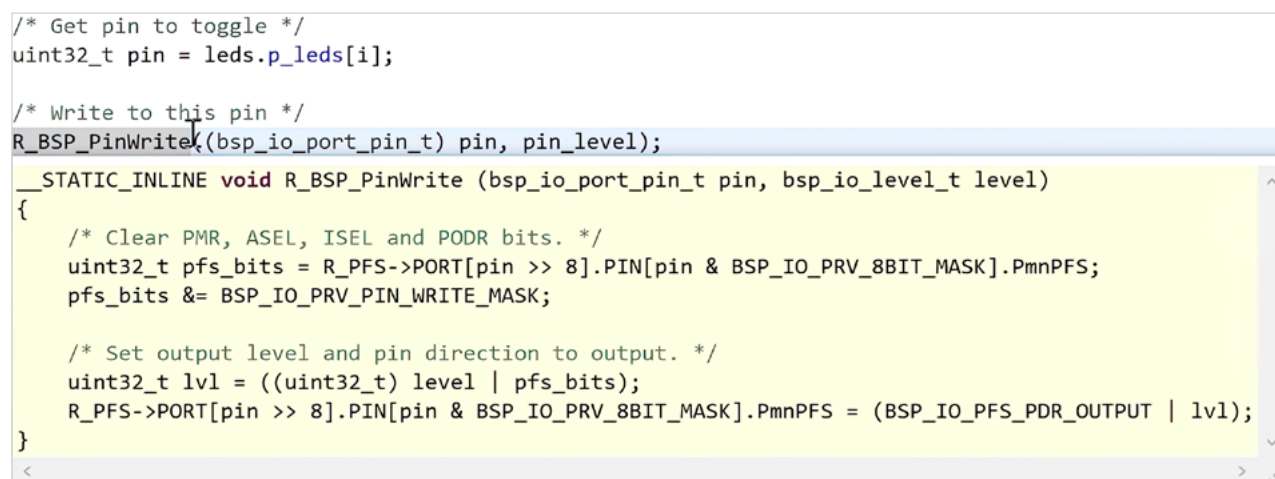 /* Get pin to toggle */
uint32_t pin = leds.p_leds[i];
/* Write to this pin */
R_BSP_PinWrite((bsp_io_port_pin_t) pin, pin_level);
__STATIC_INLINE void R_BSP_PinWrite (bsp_io_port_pin_t pin, bsp_io_level_t level)
{
    /* Clear PMR, ASEL, ISEL and PODR bits. */
    uint32_t pfs_bits = R_PFS->PORT[pin >> 8].PIN[pin & BSP_IO_PRV_8BIT_MASK].PmnPFS;
    pfs_bits &= BSP_IO_PRV_PIN_WRITE_MASK;
    /* Set output level and pin direction to output. */
    uint32_t lvl = ((uint32_t) level | pfs_bits);
    R_PFS->PORT[pin >> 8].PIN[pin & BSP_IO_PRV_8BIT_MASK].PmnPFS = (BSP_IO_PFS_PDR_OUTPUT | lvl);
}